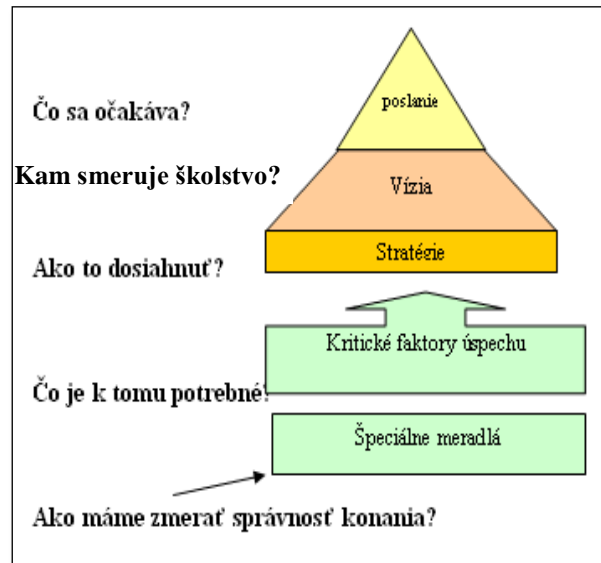 poslanie
Čo sa očakáva?
Kam smeruje školstvo?
Vízia
Stratégie
Ako to dosiahnuť?
Kritické faktory úspechu
Čo je k tomu potrebné?
Špeciálne meradlá
Ako máme zmerať správnosť konania?